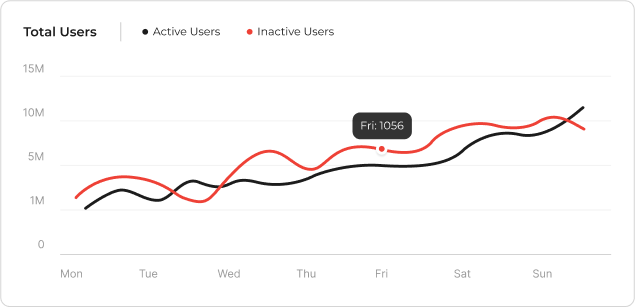 Total Users
Active Users
Inactive Users
15M
10M
5M
1M
0
Fri: 1056
Mon Tue Wed Thu Fri Sat Sun